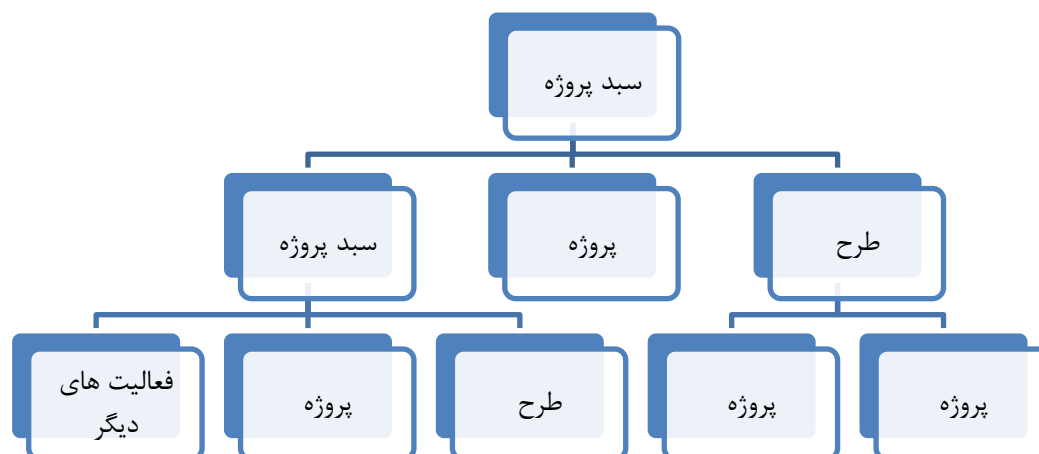 سبد پروژه
طرح
پروژه
سبد پروژه
پروژه
پروژه
طرح
پروژه
فعالیت های
دیگر